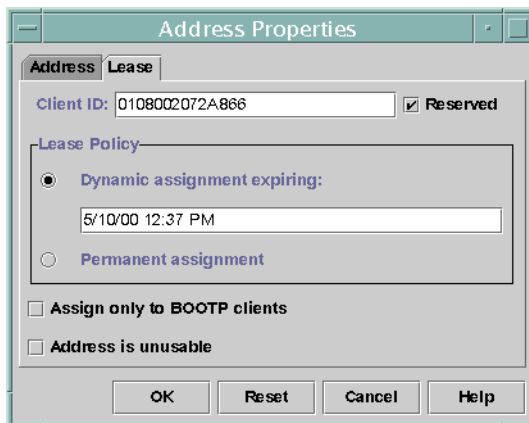 Address Properties
Address Lease
Client ID: 0108002072A866 Reserved
Lease Policy
Dynamic assignment expiring:
5/10/00 12:37 PM
Permanent assignment
Assign only to BOOTP clients
Address is unusable
OK Reset Cancel Help